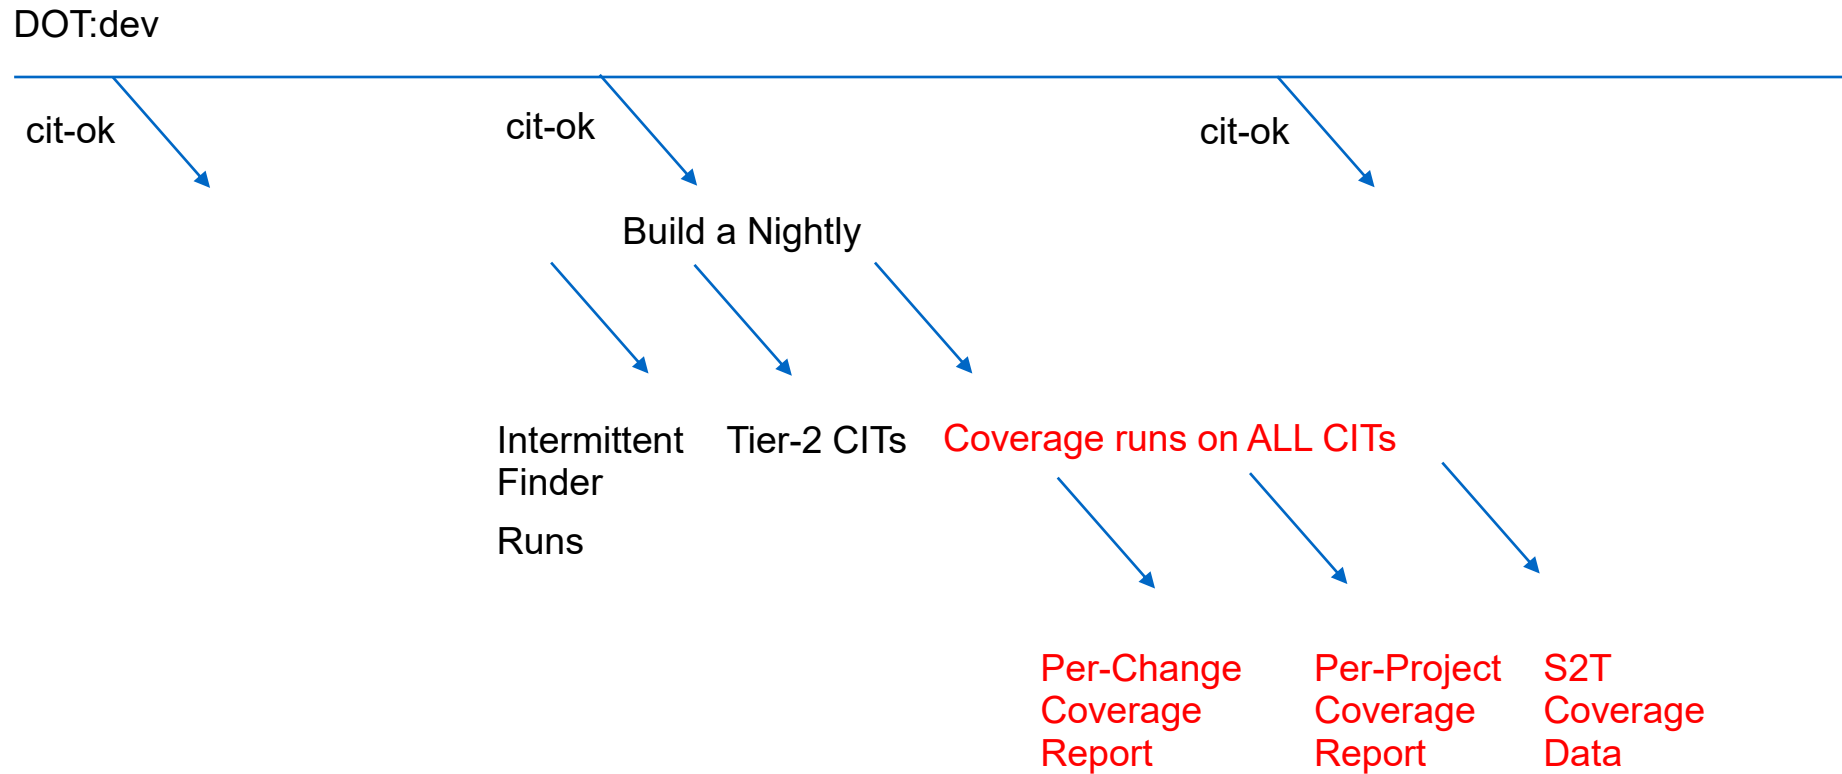 DOT:dev
cit-ok
cit-ok
cit-ok
Build a Nightly
Intermittent
Finder
Runs
Tier-2 CITs
Coverage runs on ALL CITs
Per-Change
Coverage
Report
Per-Project
Coverage
Report
S2T
Coverage
Data